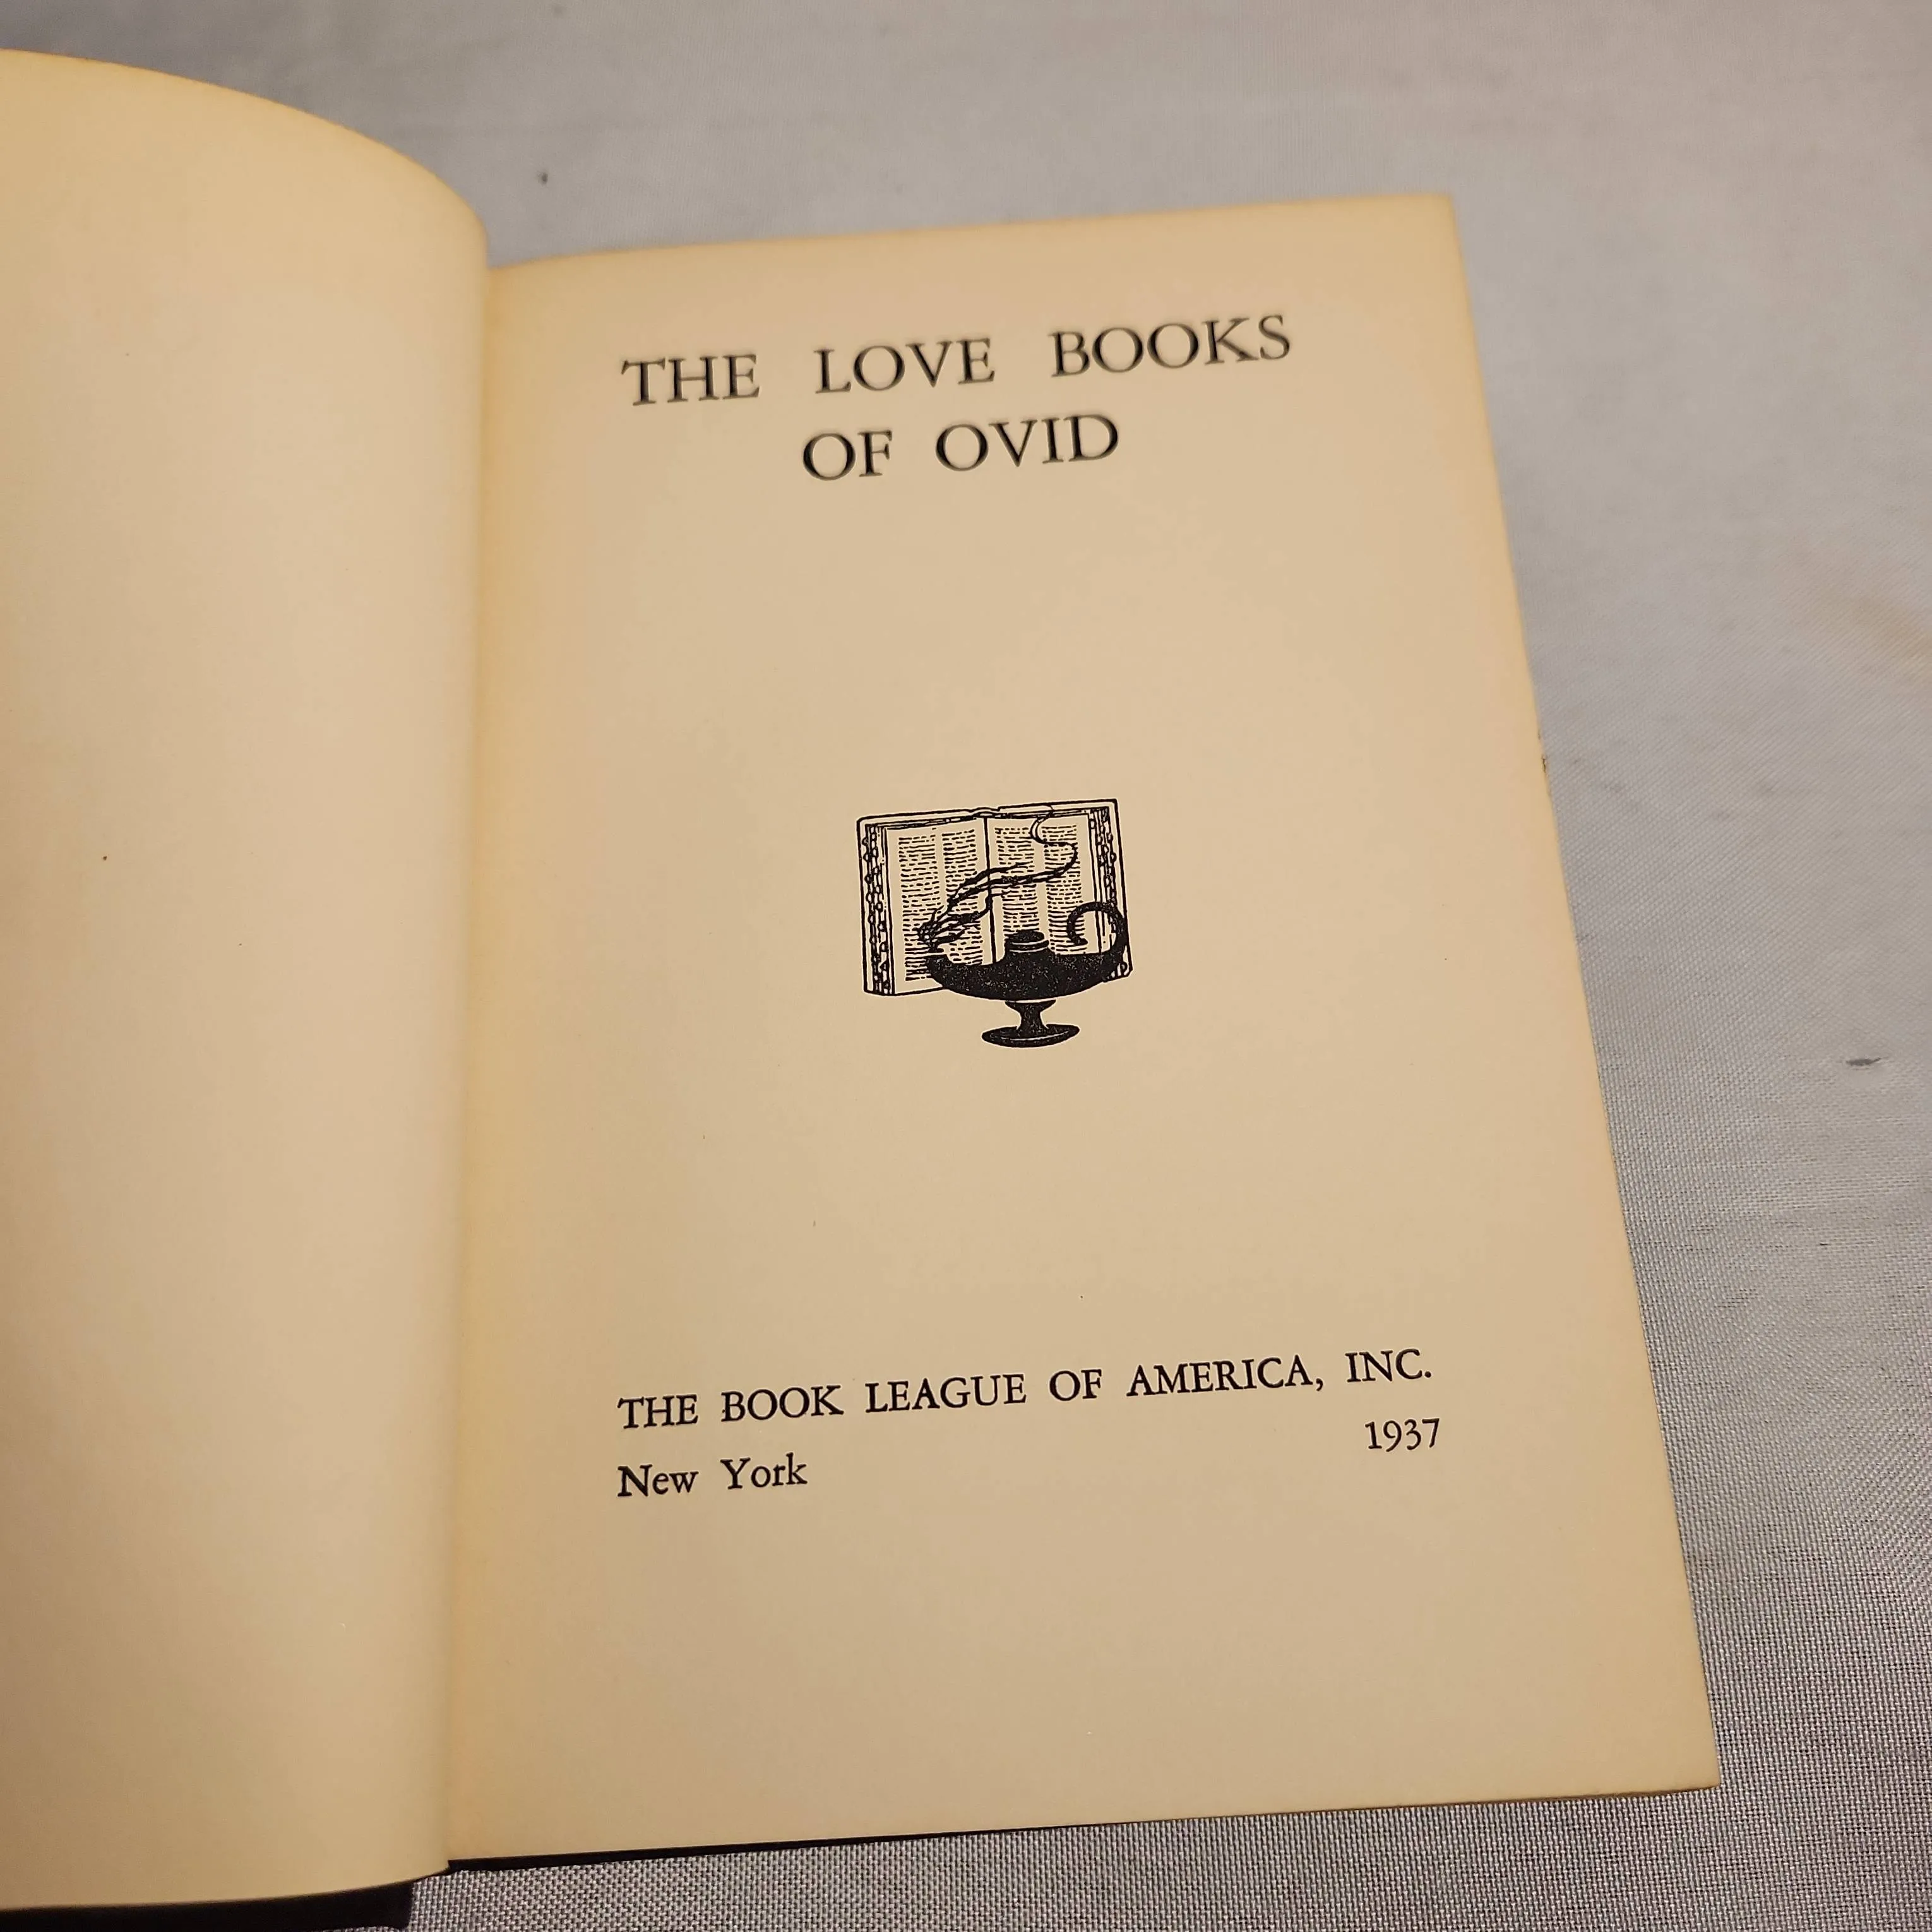 THE LOVE BOOKS
OF OVID
THE BOOK LEAGUE OF AMERICA, INC.
New York 1937